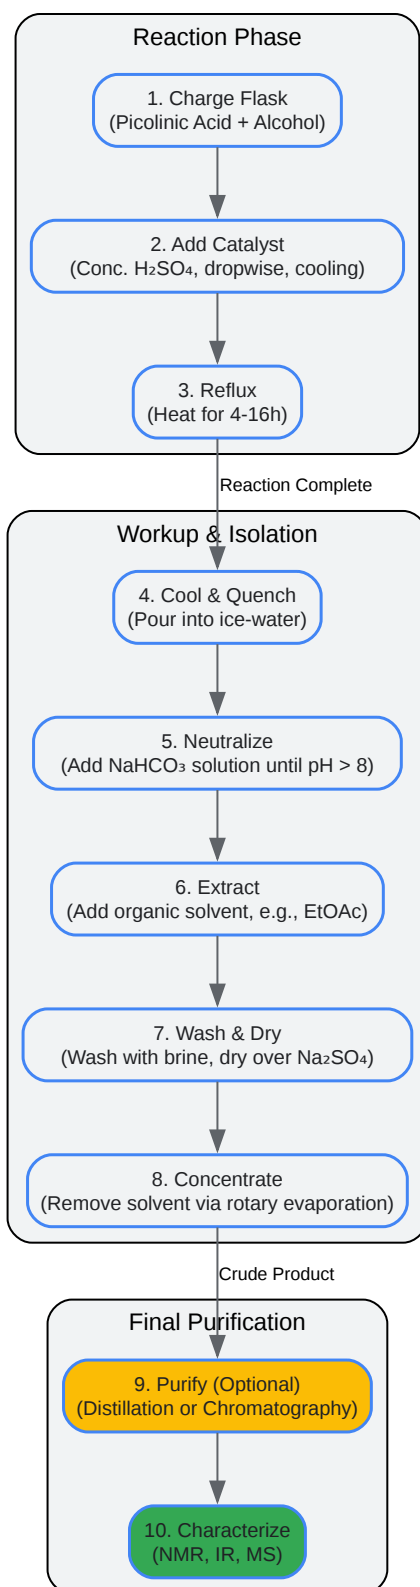 Reaction Phase
1. Charge Flask
(Picolinic Acid + Alcohol)
2. Add Catalyst
(Conc. H₂SO₄, dropwise, cooling)
3. Reflux
(Heat for 4-16h)
Reaction Complete
Workup & Isolation
4. Cool & Quench
(Pour into ice-water)
5. Neutralize
(Add NaHCO₃ solution until pH > 8)
6. Extract
(Add organic solvent, e.g., EtOAc)
7. Wash & Dry
(Wash with brine, dry over Na₂SO₄)
8. Concentrate
(Remove solvent via rotary evaporation)
Crude Product
Final Purification
9. Purify (Optional)
(Distillation or Chromatography)
10. Characterize
(NMR, IR, MS)